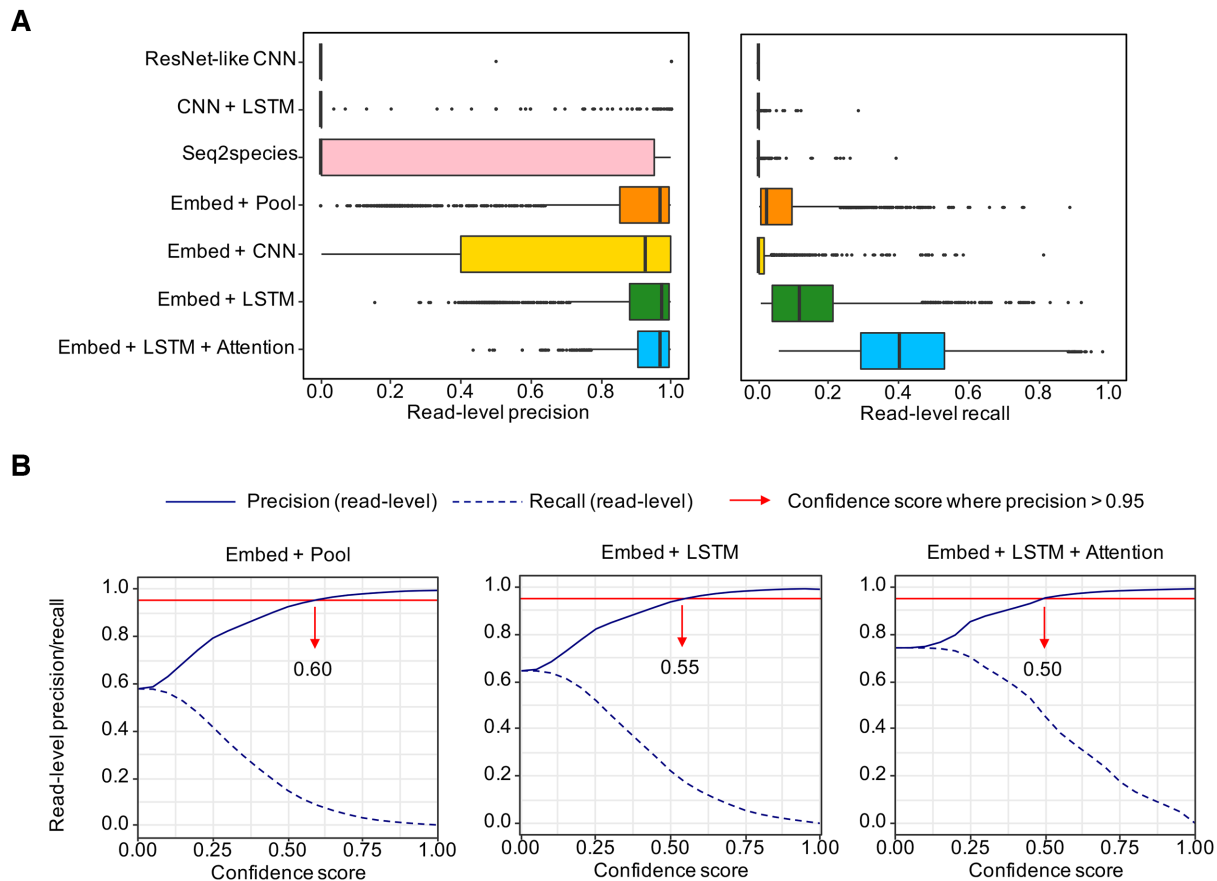 A
ResNet-like CNN
CNN + LSTM
Seq2species
Embed + Pool
Embed + CNN
Embed + LSTM
Embed + LSTM + Attention
0.0 0.2 0.4 0.6 0.8 1.0
Read-level precision
0.0 0.2 0.4 0.6 0.8 1.0
Read-level recall
B
Precision (read-level) Recall (read-level) Confidence score where precision > 0.95
Read-level precision/recall
Embed + Pool
1.0
0.8
0.6
0.4
0.2
0.0
0.60
0.00 0.25 0.50 0.75 1.00
Confidence score
Embed + LSTM
1.0
0.8
0.6
0.4
0.2
0.0
0.55
0.00 0.25 0.50 0.75 1.00
Confidence score
Embed + LSTM + Attention
1.0
0.8
0.6
0.4
0.2
0.0
0.50
0.00 0.25 0.50 0.75 1.00
Confidence score